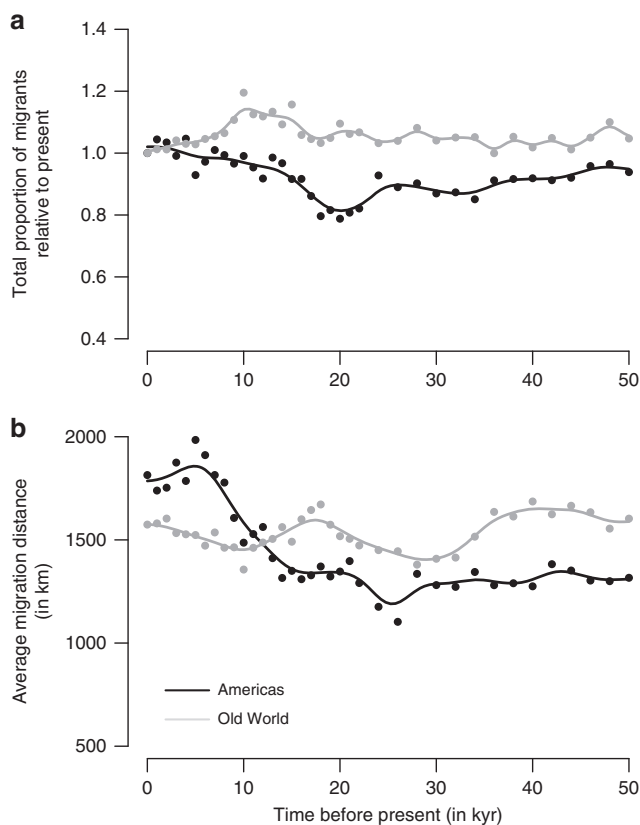 a
Total proportion of migrants
relative to present
1.4
1.2
1.0
0.8
0.6
0.4
0 10 20 30 40 50
b
Average migration distance
(in km)
2000
1500
1000
500
Americas
Old World
0 10 20 30 40 50
Time before present (in kyr)